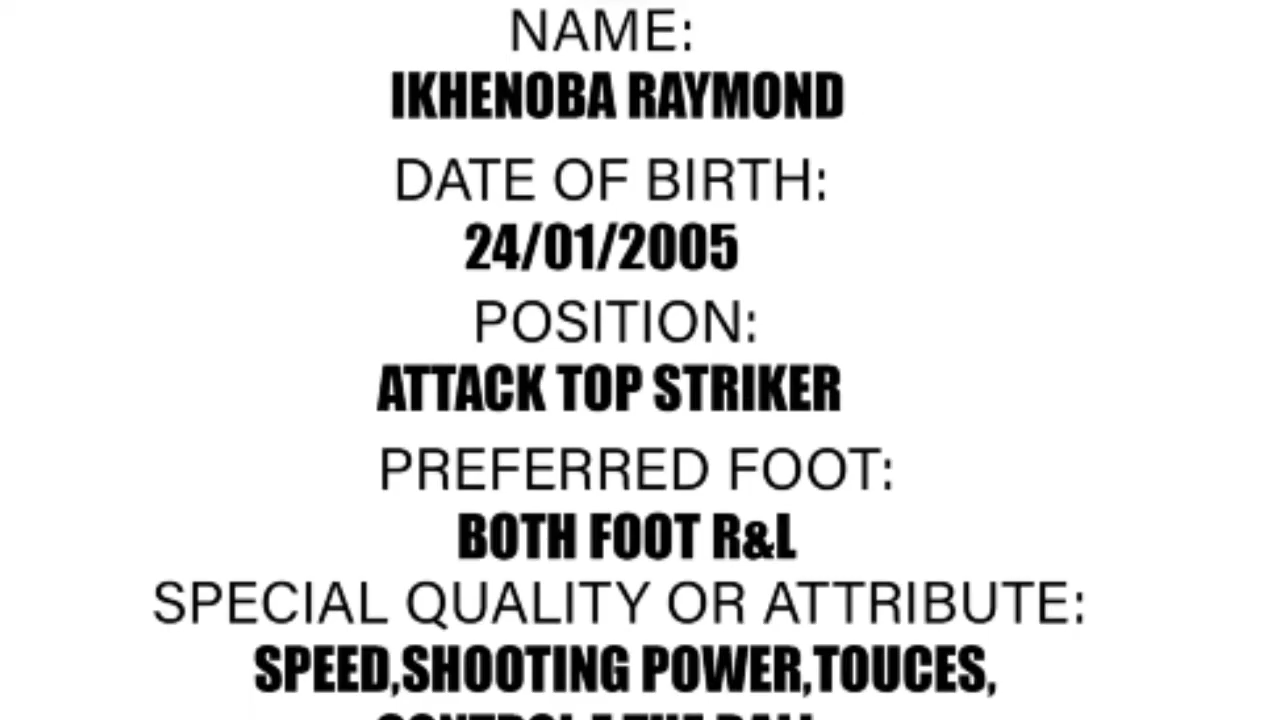 NAME:
IKHENOBA RAYMOND
DATE OF BIRTH:
24/01/2005
POSITION:
ATTACK TOP STRIKER
PREFERRED FOOT:
BOTH FOOT R&L
SPECIAL QUALITY OR ATTRIBUTE:
SPEED,SHOOTING POWER,TOUCES,